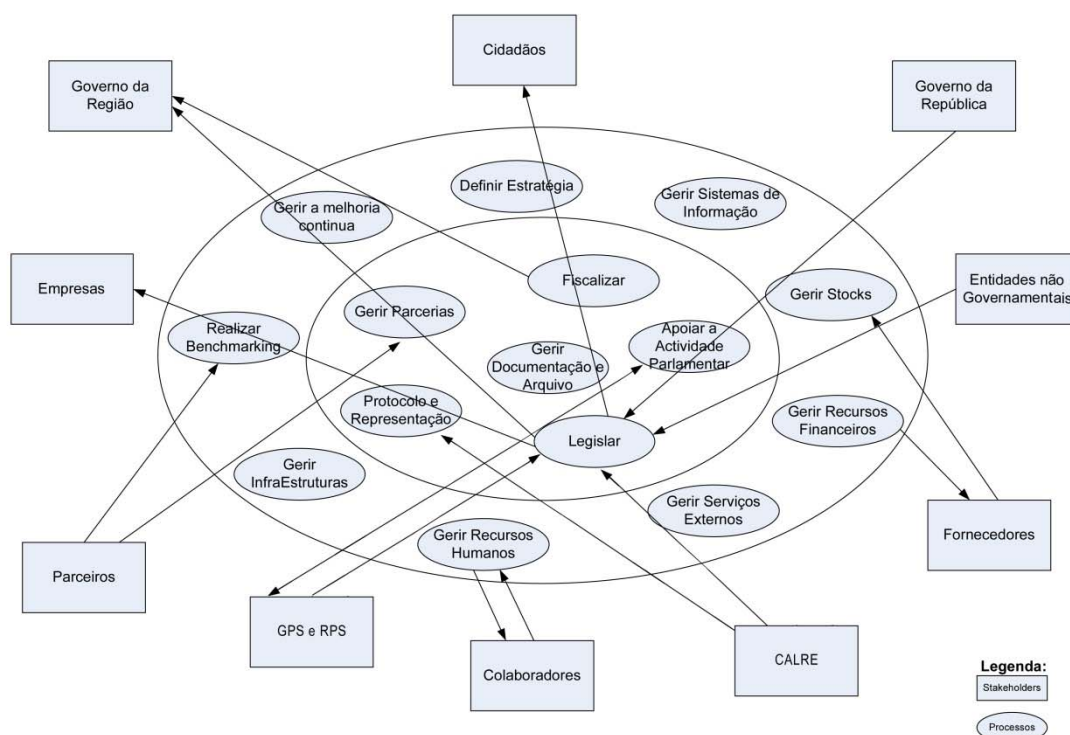 Cidadãos
Governo da
Região
Governo da
República
Definir Estratégia
Gerir Sistemas de
Informação
Gerir a melhoria
continua
Fiscalizar
Empresas
Gerir Stocks
Entidades não
Governamentais
Gerir Parcerias
Realizar
Benchmarking
Apoiar a
Actividade
Parlamentar
Gerir
Documentação e
Arquivo
Protocolo e
Representação
Gerir Recursos
Financeiros
Legislar
Gerir
InfraEstruturas
Gerir Serviços
Externos
Gerir Recursos
Humanos
Fornecedores
Parceiros
GPS e RPS
Colaboradores
CALRE
Legenda:
Stakeholders
Processos